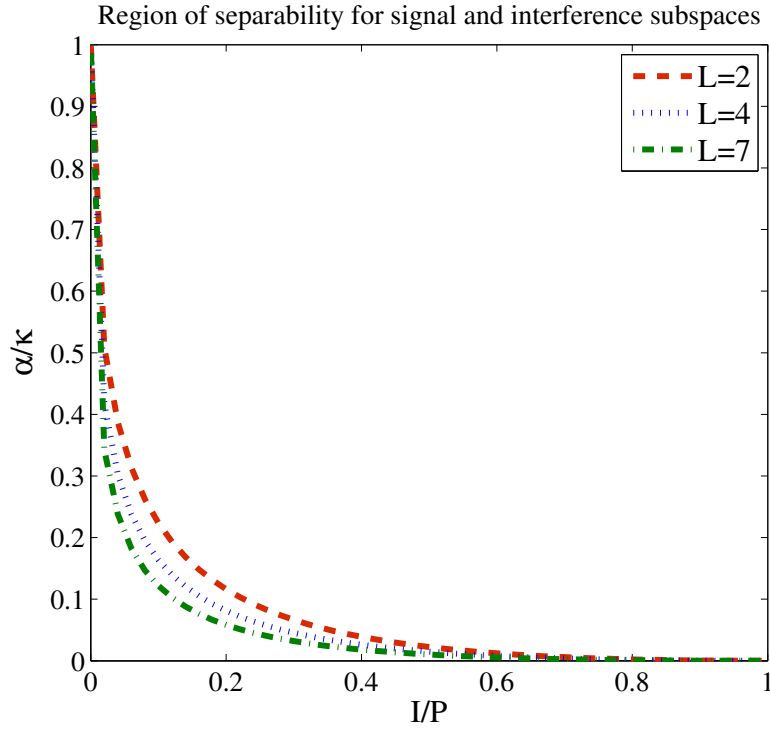 Region of separability for signal and interference subspaces
1
0.9
0.8
0.7
0.6
0.5
0.4
0.3
0.2
0.1
0
α/κ
L=2
L=4
L=7
0 0.2 0.4 0.6 0.8 1
I/P